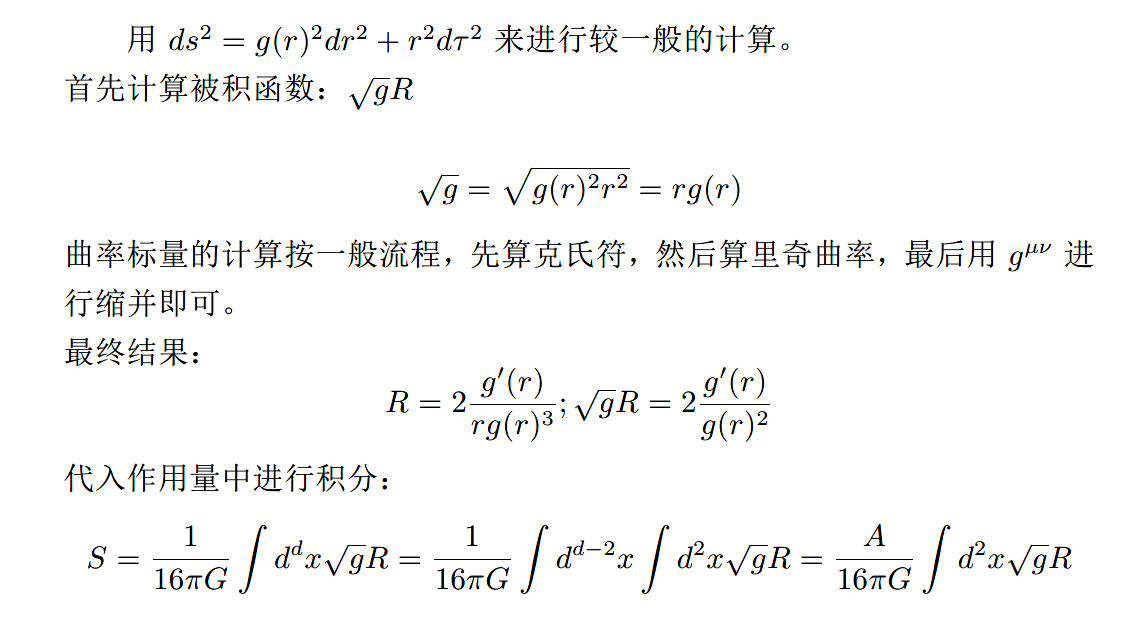 用 $ds^2 = g(r)^2dr^2 + r^2d\tau^2$ 来进行较一般的计算。
首先计算被积函数：$\sqrt{g}R$
$\sqrt{g} = \sqrt{g(r)^2r^2} = rg(r)$
曲率标量的计算按一般流程，先算克氏符，然后算里奇曲率，最后用 $g^{\mu\nu}$ 进
行缩并即可。
最终结果：
$R = 2\frac{g'(r)}{rg(r)^3}; \sqrt{g}R = 2\frac{g'(r)}{g(r)^2}$
代入作用量中进行积分：
$S = \frac{1}{16\pi G}\int d^dx\sqrt{g}R = \frac{1}{16\pi G}\int d^{d-2}x\int d^2x\sqrt{g}R = \frac{A}{16\pi G}\int d^2x\sqrt{g}R$